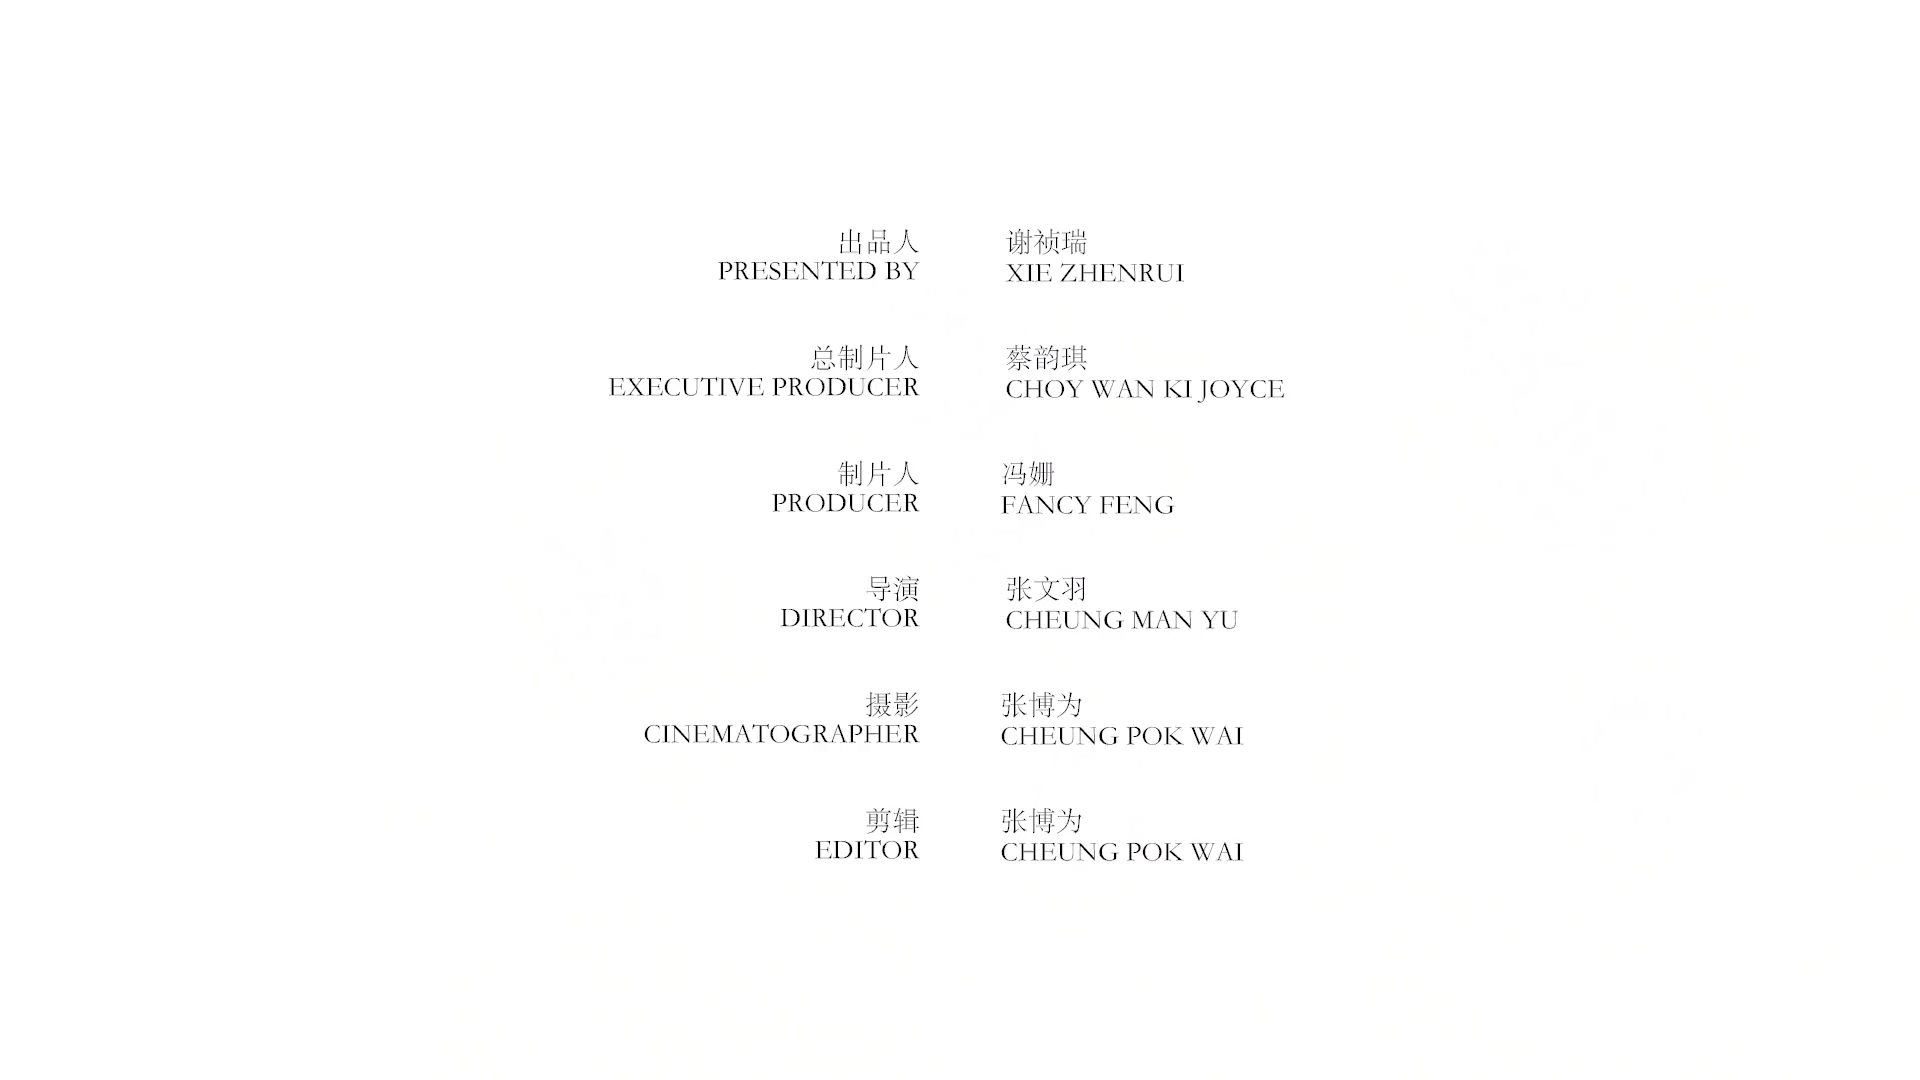 出品人 谢祯瑞
PRESENTED BY XIE ZHENRUI
总制片人 蔡韵琪
EXECUTIVE PRODUCER CHOY WAN KI JOYCE
制片人 冯姗
PRODUCER FANCY FENG
导演 张文羽
DIRECTOR CHEUNG MAN YU
摄影 张博为
CINEMATOGRAPHER CHEUNG POK WAI
剪辑 张博为
EDITOR CHEUNG POK WAI